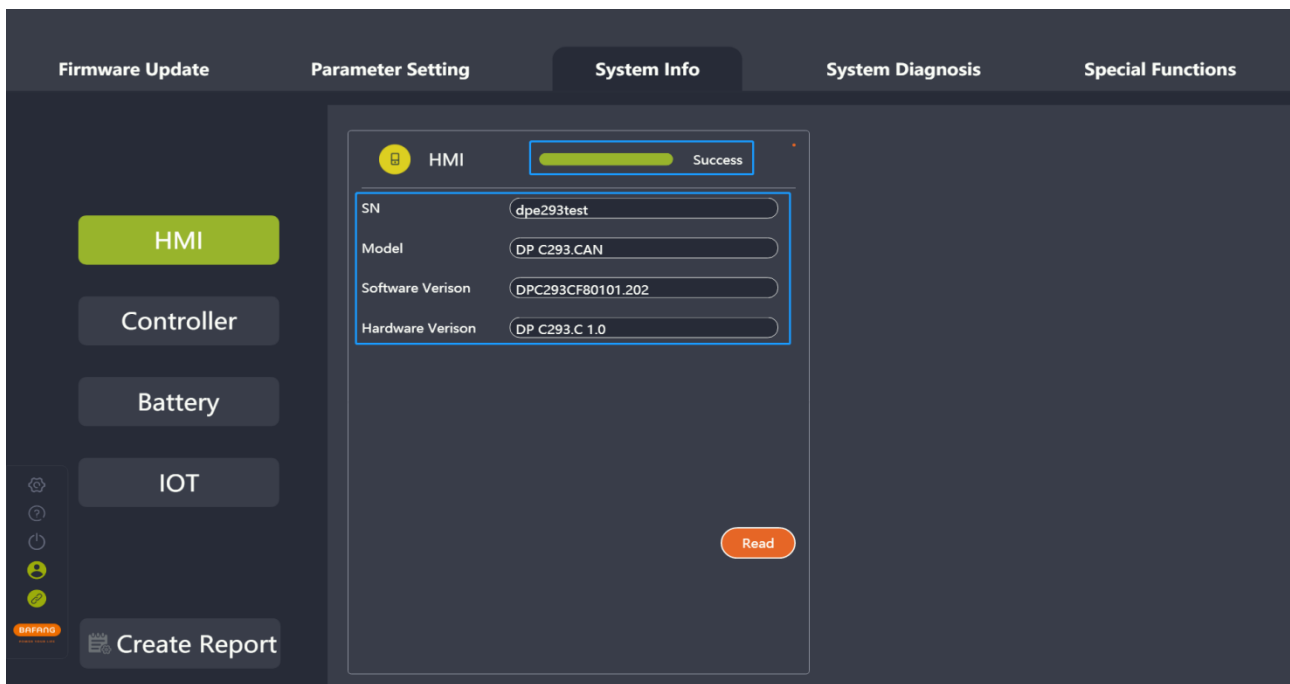 Firmware Update Parameter Setting System Info System Diagnosis Special Functions
HMI Success
SN dpe293test
Model DP C293.CAN
Software Verison DPC293CF80101.202
Hardware Verison DP C293.C 1.0
Read
HMI
Controller
Battery
IOT
BAFANG
Create Report